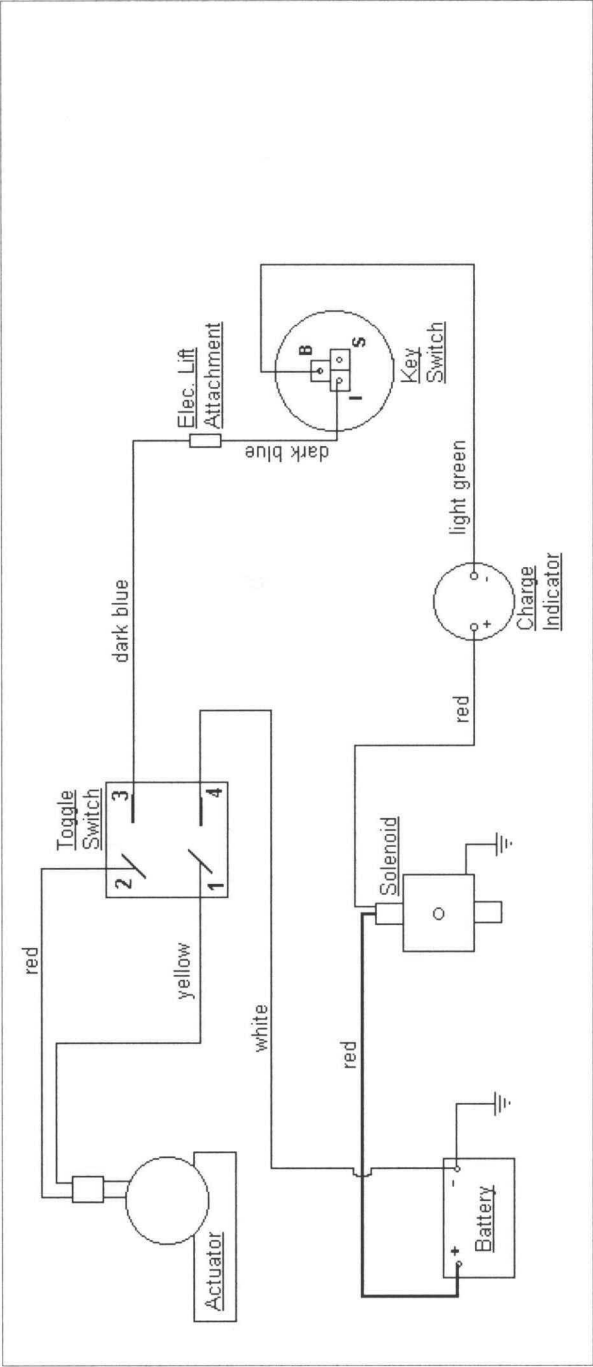 Elec. Lift
Attachment
B
S
I
Key
Switch
dark blue
dark blue
light green
Charge
Indicator
+
-
red
Toggle
Switch
3
4
2
1
red
yellow
white
red
Solenoid
Actuator
Battery
+
-